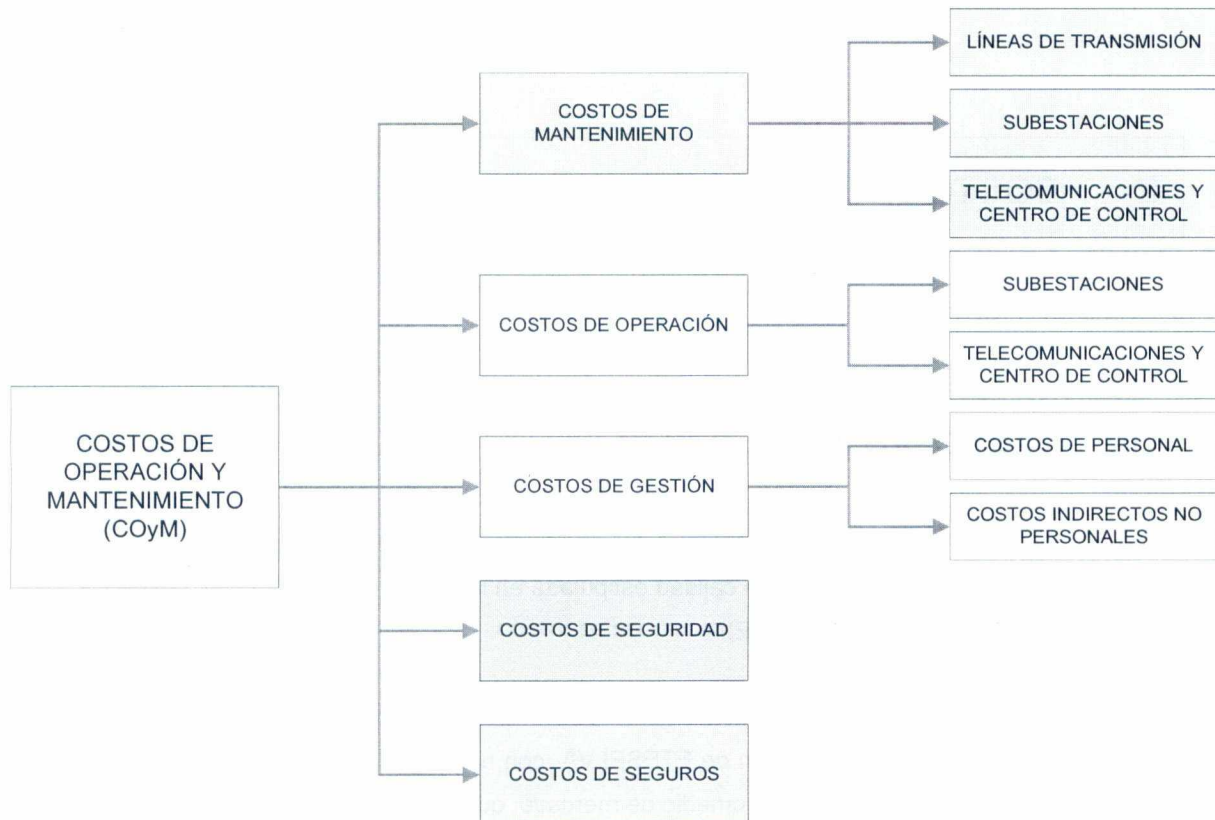 LÍNEAS DE TRANSMISIÓN
COSTOS DE
MANTENIMIENTO
SUBESTACIONES
TELECOMUNICACIONES Y
CENTRO DE CONTROL
SUBESTACIONES
COSTOS DE OPERACIÓN
TELECOMUNICACIONES Y
CENTRO DE CONTROL
COSTOS DE
OPERACIÓN Y
MANTENIMIENTO
(COyM)
COSTOS DE PERSONAL
COSTOS DE GESTIÓN
COSTOS INDIRECTOS NO
PERSONALES
COSTOS DE SEGURIDAD
COSTOS DE SEGUROS